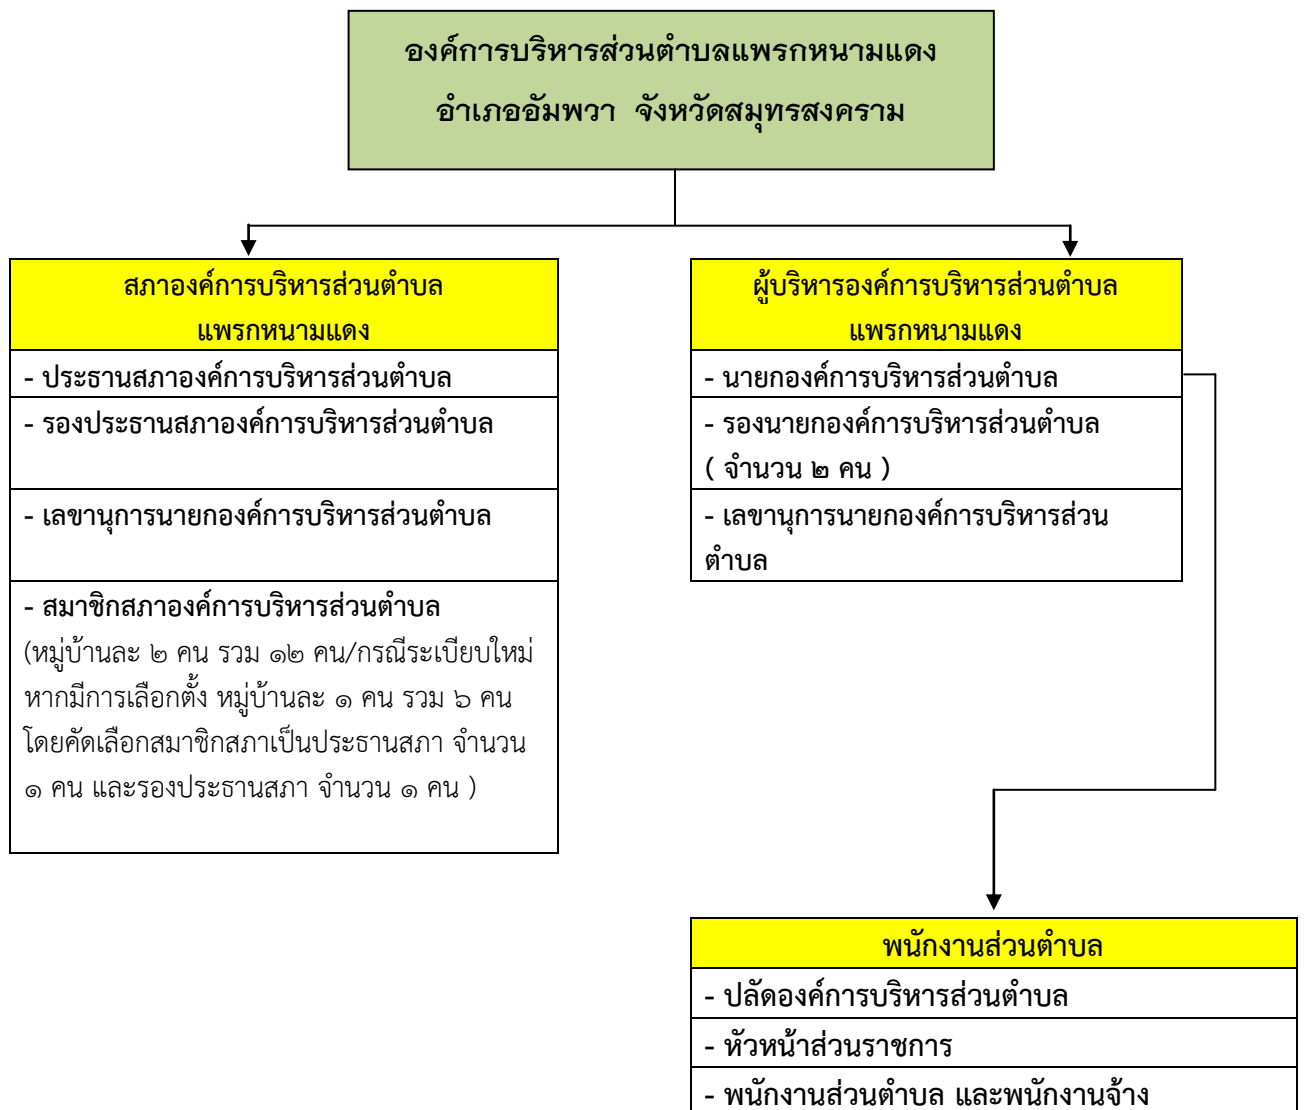 องค์การบริหารส่วนตำบลแพรกหนามแดง
อำเภออัมพวา จังหวัดสมุทรสงคราม
สภาองค์การบริหารส่วนตำบล
แพรกหนามแดง
- ประธานสภาองค์การบริหารส่วนตำบล
- รองประธานสภาองค์การบริหารส่วนตำบล
- เลขานุการนายกองค์การบริหารส่วนตำบล
- สมาชิกสภาองค์การบริหารส่วนตำบล
(หมู่บ้านละ ๒ คน รวม ๑๒ คน/กรณีระเบียบใหม่
หากมีการเลือกตั้ง หมู่บ้านละ ๑ คน รวม ๖ คน
โดยคัดเลือกสมาชิกสภาเป็นประธานสภา จำนวน
๑ คน และรองประธานสภา จำนวน ๑ คน )
ผู้บริหารองค์การบริหารส่วนตำบล
แพรกหนามแดง
- นายกองค์การบริหารส่วนตำบล
- รองนายกองค์การบริหารส่วนตำบล
( จำนวน ๒ คน )
- เลขานุการนายกองค์การบริหารส่วน
ตำบล
พนักงานส่วนตำบล
- ปลัดองค์การบริหารส่วนตำบล
- หัวหน้าส่วนราชการ
- พนักงานส่วนตำบล และพนักงานจ้าง